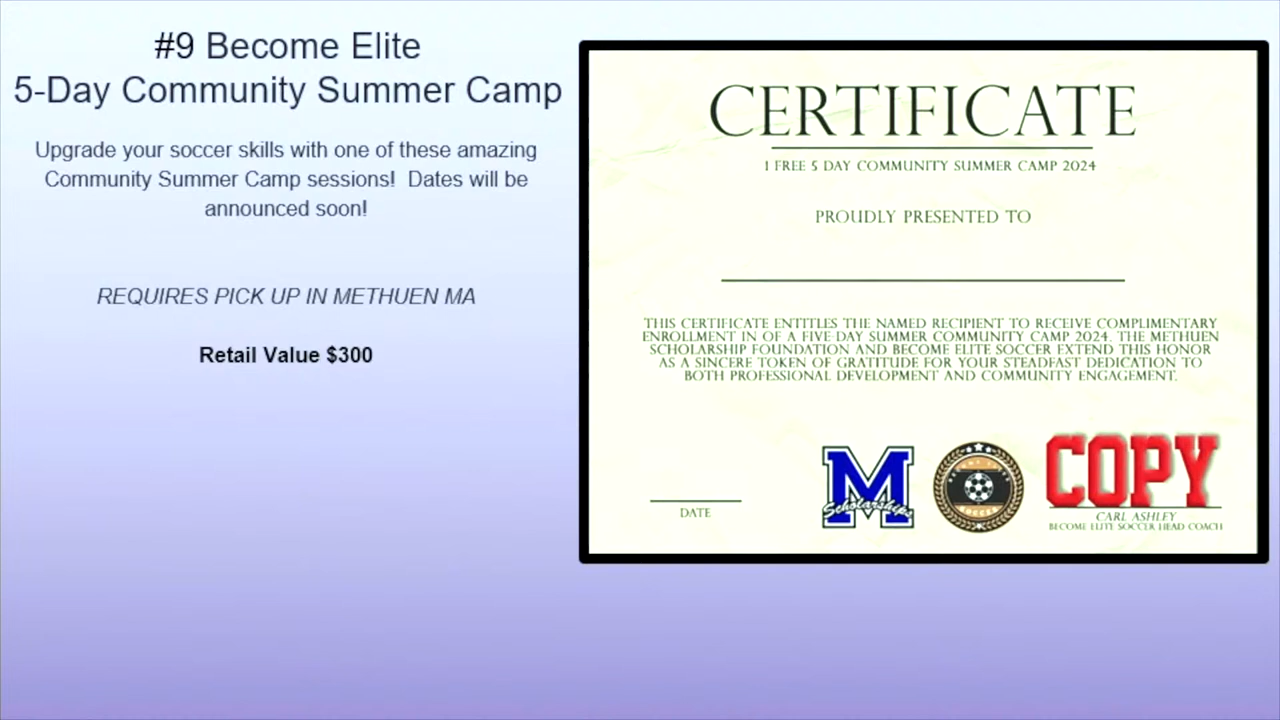 #9 Become Elite
5-Day Community Summer Camp
Upgrade your soccer skills with one of these amazing
Community Summer Camp sessions! Dates will be
announced soon!
REQUIRES PICK UP IN METHUEN MA
Retail Value $300
CERTIFICATE
1 FREE 5 DAY COMMUNITY SUMMER CAMP 2024
PROUDLY PRESENTED TO
THIS CERTIFICATE ENTITLES THE NAMED RECIPIENT TO RECEIVE COMPLIMENTARY
ENROLLMENT IN OF A FIVE-DAY SUMMER COMMUNITY CAMP 2024. THE METHUEN
SCHOLARSHIP FOUNDATION AND BECOME ELITE SOCCER EXTEND THIS HONOR
AS A SINCERE TOKEN OF GRATITUDE FOR YOUR STEADFAST DEDICATION TO
BOTH PROFESSIONAL DEVELOPMENT AND COMMUNITY ENGAGEMENT.
DATE
M
Scholarships
BECOME ELITE
SOCCER
COPY
CARL ASHLEY
BECOME ELITE SOCCER HEAD COACH